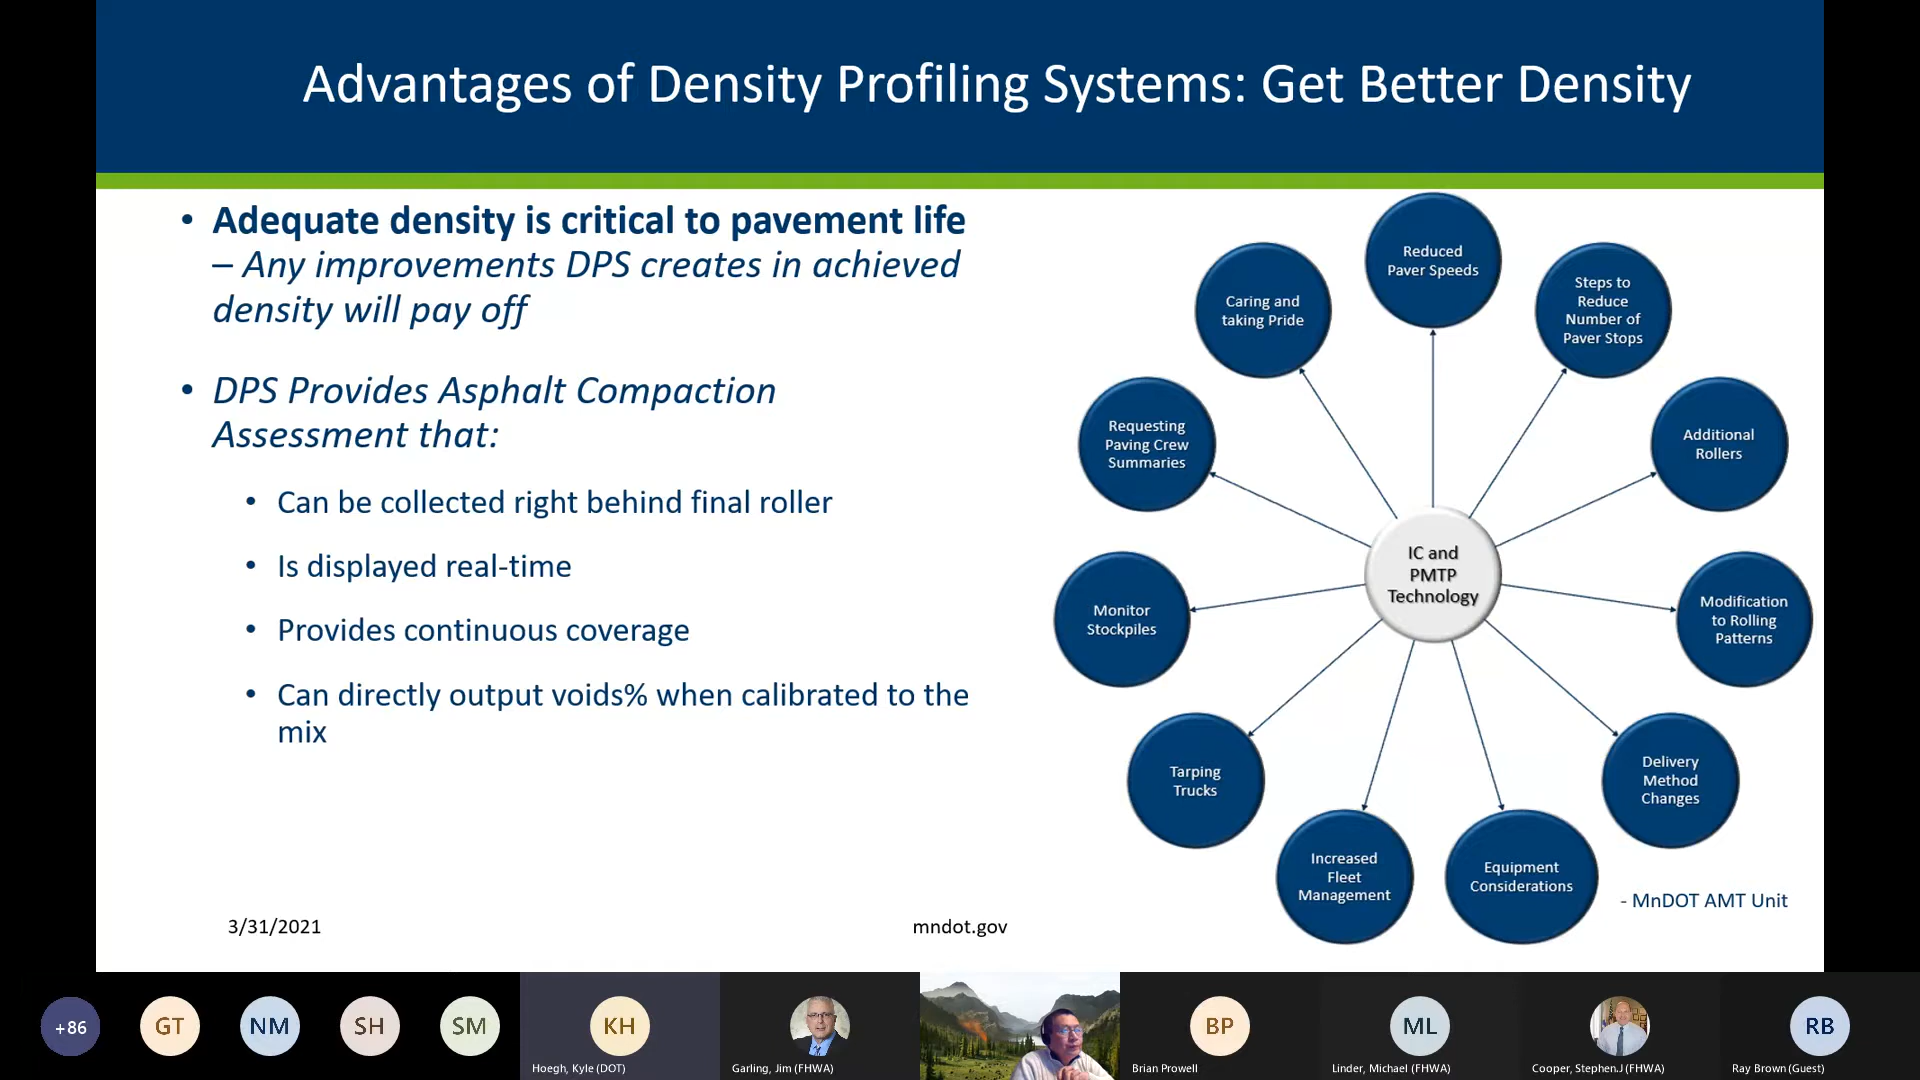 Advantages of Density Profiling Systems: Get Better Density
• Adequate density is critical to pavement life
– Any improvements DPS creates in achieved
density will pay off
• DPS Provides Asphalt Compaction
Assessment that:
• Can be collected right behind final roller
• Is displayed real-time
• Provides continuous coverage
• Can directly output voids% when calibrated to the
mix
Reduced
Paver Speeds
Steps to
Reduce
Number of
Paver Stops
Additional
Rollers
Modification
to Rolling
Patterns
Delivery
Method
Changes
Equipment
Considerations
Increased
Fleet
Management
Tarping
Trucks
Monitor
Stockpiles
Requesting
Paving Crew
Summaries
Caring and
taking Pride
IC and
PMTP
Technology
- MnDOT AMT Unit
3/31/2021
mndot.gov
+86
GT
NM
SH
SM
KH
Hoegh, Kyle (DOT)
Garling, Jim (FHWA)
BP
Brian Prowell
ML
Linder, Michael (FHWA)
Cooper, Stephen.J (FHWA)
RB
Ray Brown (Guest)